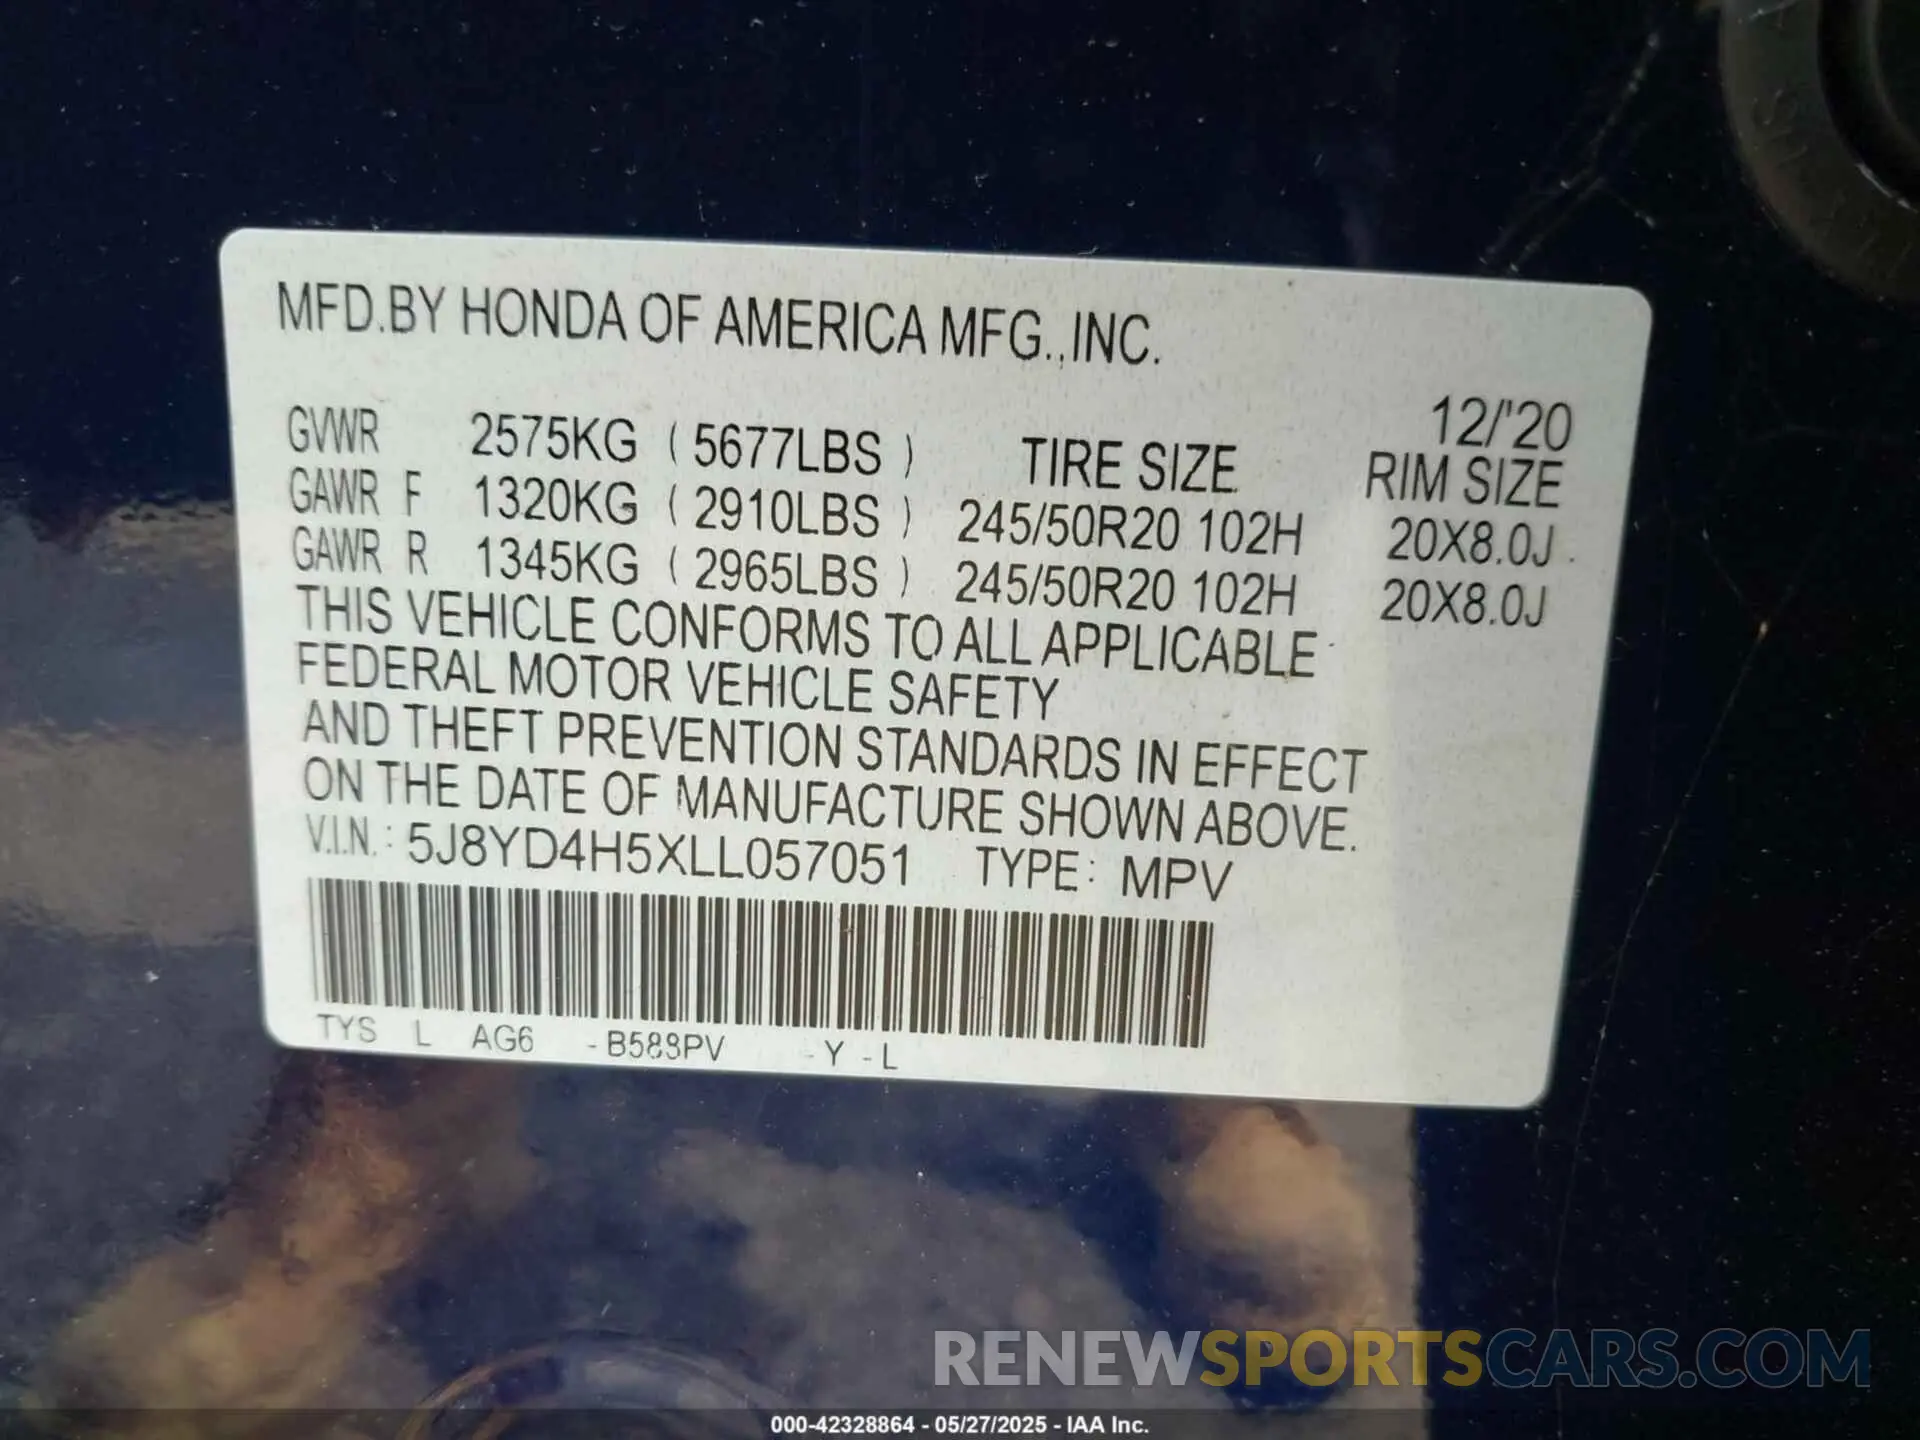 MFD.BY HONDA OF AMERICA MFG.,INC.
12/'20
GVWR 2575KG ( 5677LBS ) TIRE SIZE RIM SIZE
GAWR F 1320KG ( 2910LBS ) 245/50R20 102H 20X8.0J
GAWR R 1345KG ( 2965LBS ) 245/50R20 102H 20X8.0J
THIS VEHICLE CONFORMS TO ALL APPLICABLE
FEDERAL MOTOR VEHICLE SAFETY
AND THEFT PREVENTION STANDARDS IN EFFECT
ON THE DATE OF MANUFACTURE SHOWN ABOVE.
V.I.N. : 5J8YD4H5XLL057051 TYPE: MPV
TYS L AG6 -B588PV - Y - L
RENEWSPORTSCARS.COM
000-42328864 - 05/27/2025 - IAA Inc.